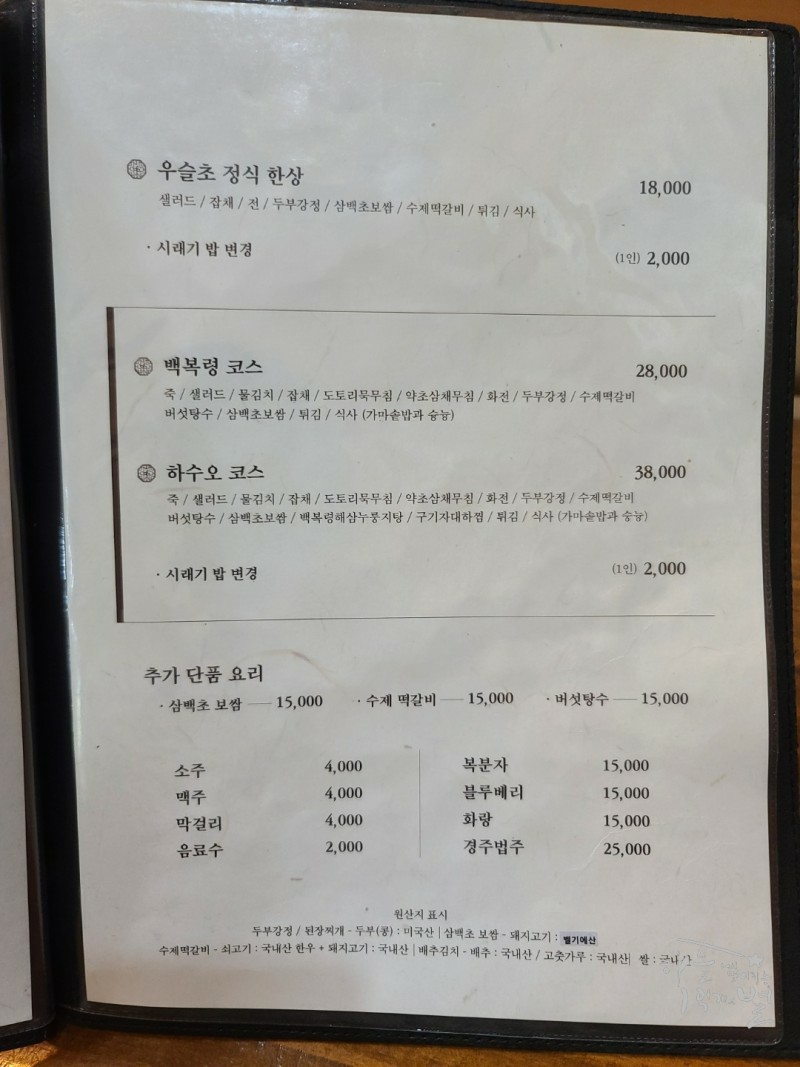 우슬초 정식 한상 18,000
샐러드 / 잡채 / 전 / 두부강정 / 삼백초보쌈 / 수제떡갈비 / 튀김 / 식사
· 시래기 밥 변경 (1인) 2,000
백복령 코스 28,000
죽 / 샐러드 / 물김치 / 잡채 / 도토리묵무침 / 약초삼채무침 / 화전 / 두부강정 / 수제떡갈비
버섯탕수 / 삼백초보쌈 / 튀김 / 식사 (가마솥밥과 숭늉)
하수오 코스 38,000
죽 / 샐러드 / 물김치 / 잡채 / 도토리묵무침 / 약초삼채무침 / 화전 / 두부강정 / 수제떡갈비
버섯탕수 / 삼백초보쌈 / 백복령해삼누룽지탕 / 구기자대하찜 / 튀김 / 식사 (가마솥밥과 숭늉)
· 시래기 밥 변경 (1인) 2,000
추가 단품 요리
· 삼백초 보쌈 — 15,000 · 수제 떡갈비 — 15,000 · 버섯탕수 — 15,000
소주 4,000 복분자 15,000
맥주 4,000 블루베리 15,000
막걸리 4,000 화랑 15,000
음료수 2,000 경주법주 25,000
원산지 표시
두부강정 / 된장찌개 - 두부(콩) : 미국산 | 삼백초 보쌈 - 돼지고기 : 벨기에산
수제떡갈비 - 쇠고기 : 국내산 한우 + 돼지고기 : 국내산 | 배추김치 - 배추 : 국내산 / 고춧가루 : 국내산 | 쌀 : 국내산